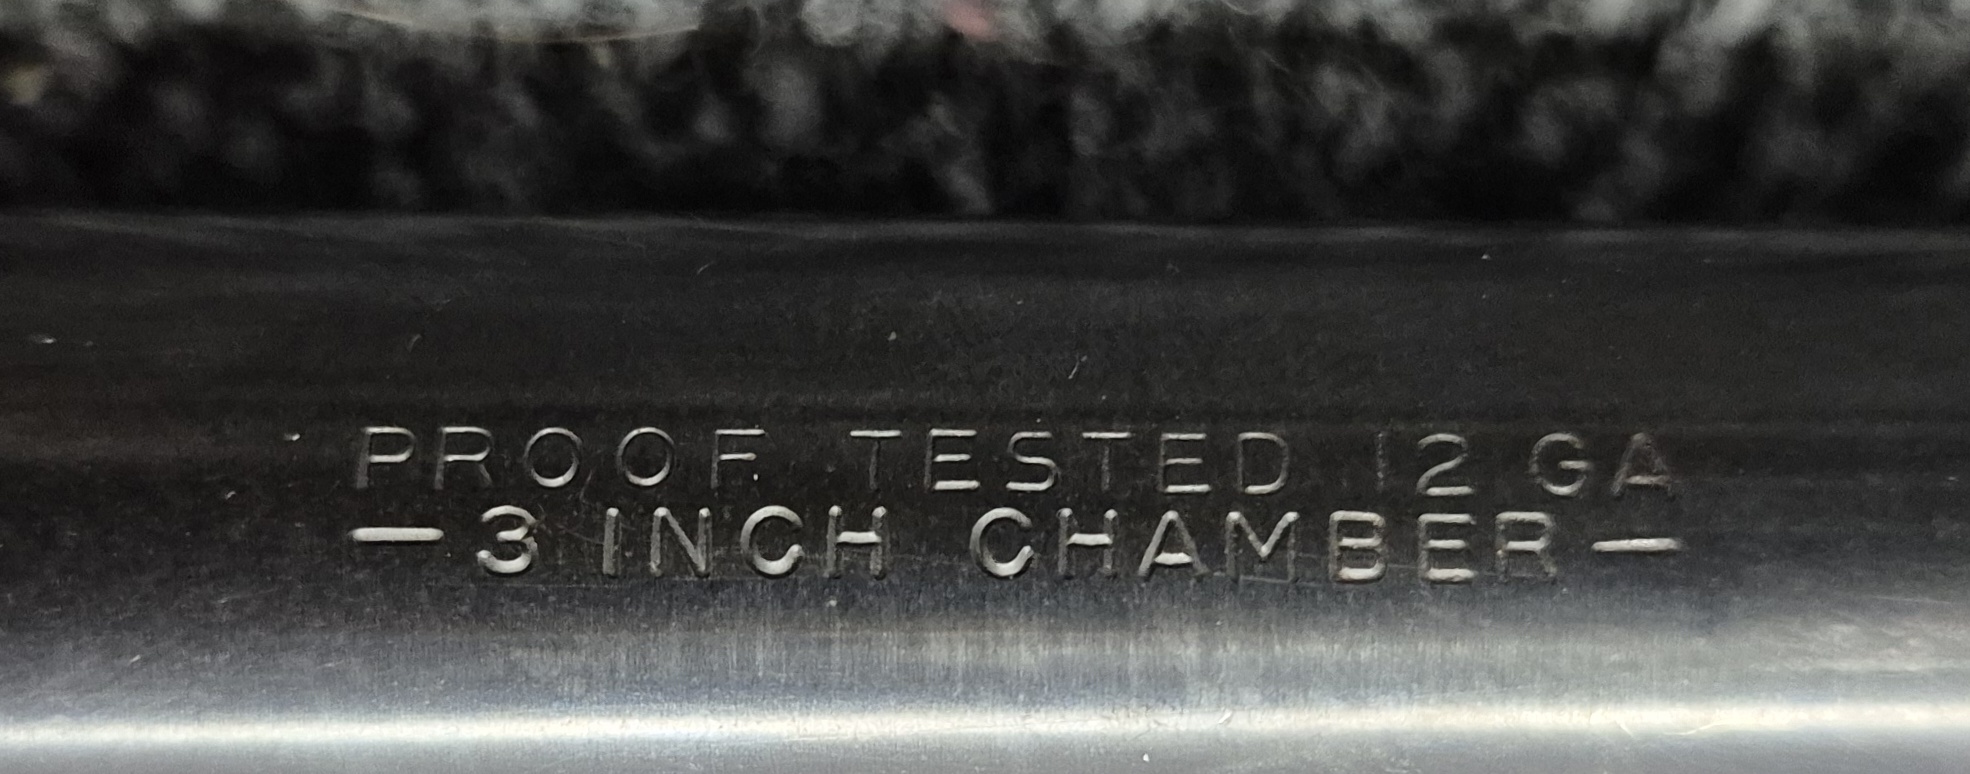 PROOF TESTED 12 GA
—3 INCH CHAMBER—